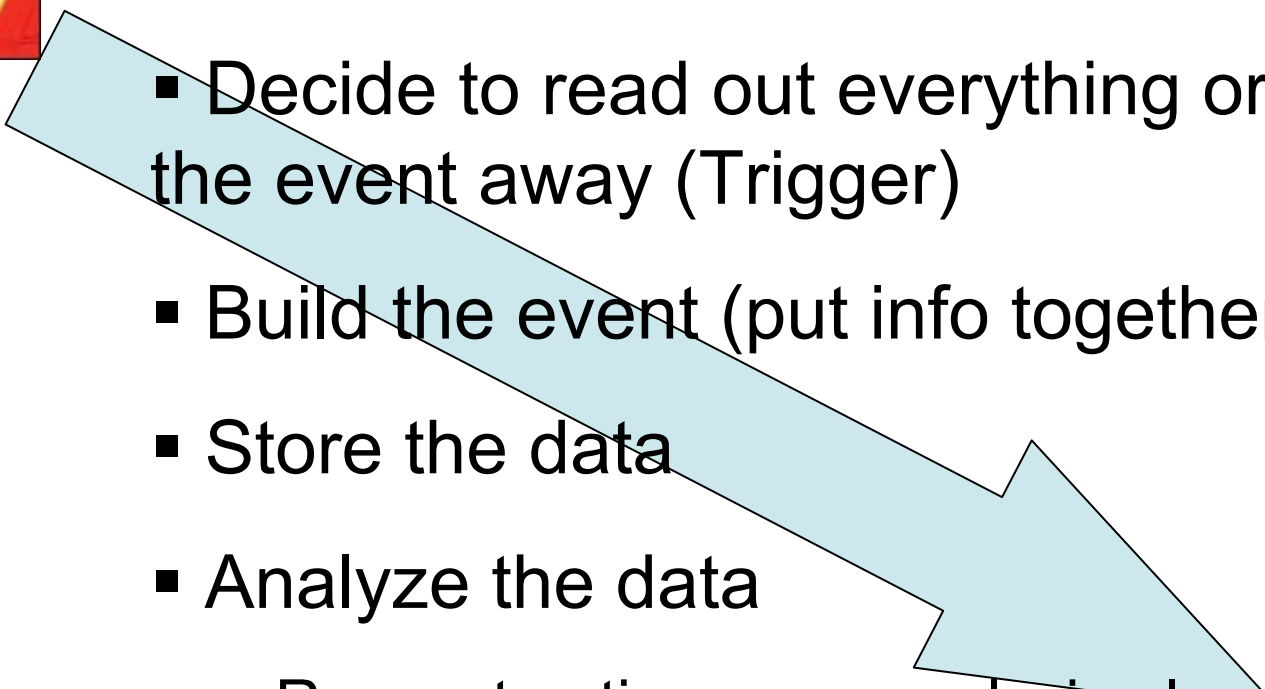 ▪ Decide to read out everything or
the event away (Trigger)
▪ Build the event (put info together
▪ Store the data
▪ Analyze the data